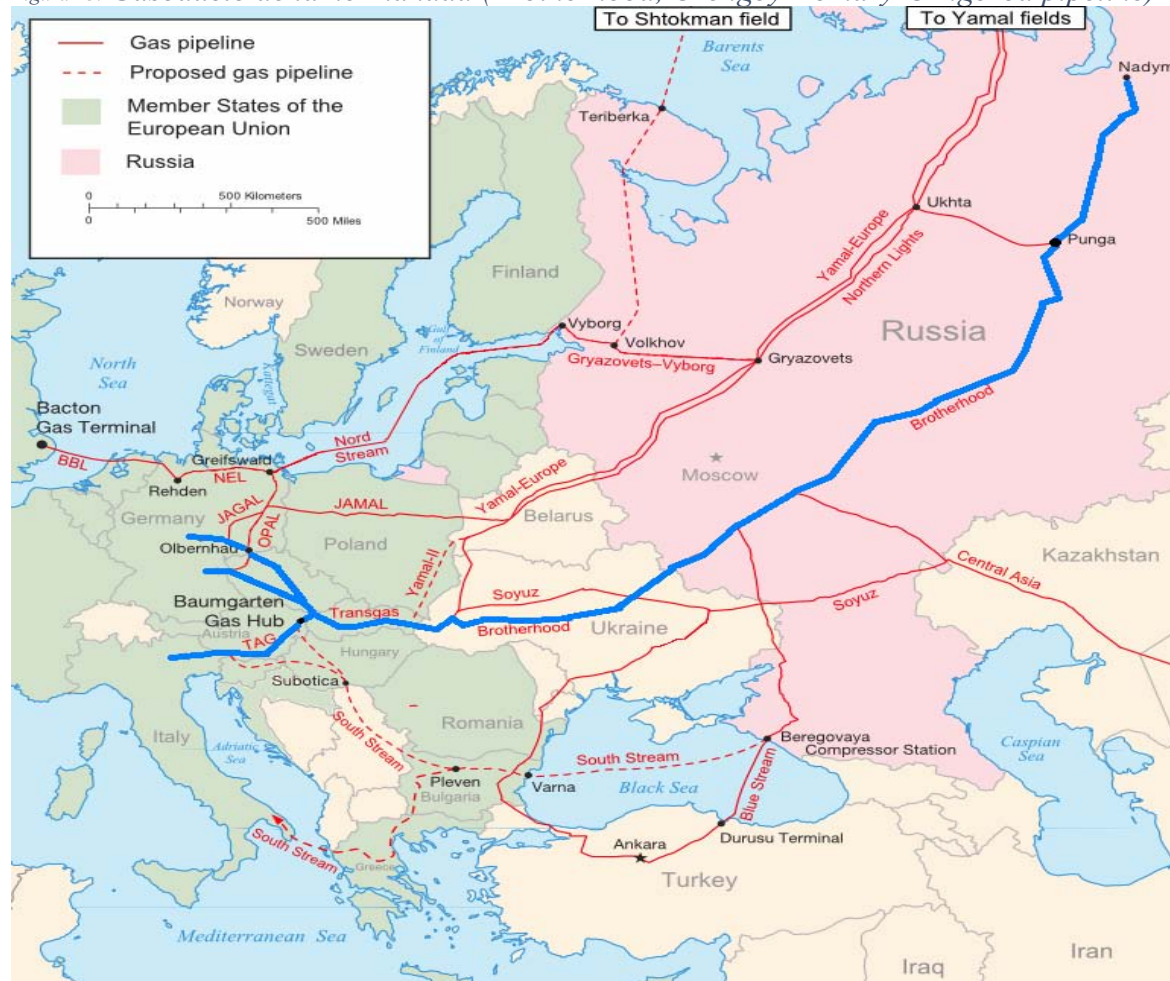 To Shtokman field
To Yamal fields
Gas pipeline
Proposed gas pipeline
Member States of the
European Union
Russia
0
500 Kilometers
0
500 Miles
Barents
Sea
Nadym
Teriberka
Ukhta
Punga
Yamal-Europe
Northern Lights
Finland
Norway
Sweden
Russia
Vyborg
Volkhov
Gryazovets
Gryazovets–Vyborg
Gulf
of
Finland
North
Sea
Kattegat
Brotherhood
Bacton
Gas Terminal
Nord
Stream
Moscow
BBL
Greifswald
NEL
Rehden
Yamal-Europe
JAGAL
JAMAL
OPAL
Germany
Belarus
Poland
Olbernhau
Kazakhstan
Yamal-II
Central Asia
Baumgarten
Gas Hub
Transgas
Soyuz
Soyuz
Brotherhood
Ukraine
Austria
TAG
Hungary
Subotica
Romania
Italy
Adriatic
Sea
South Stream
Beregovaya
Compressor Station
Caspian
Sea
South Stream
Pleven
Bulgaria
Varna
Black Sea
Blue Stream
Durusu Terminal
Ankara
South Stream
Greece
Turkey
Mediterranean Sea
Iraq
Iran